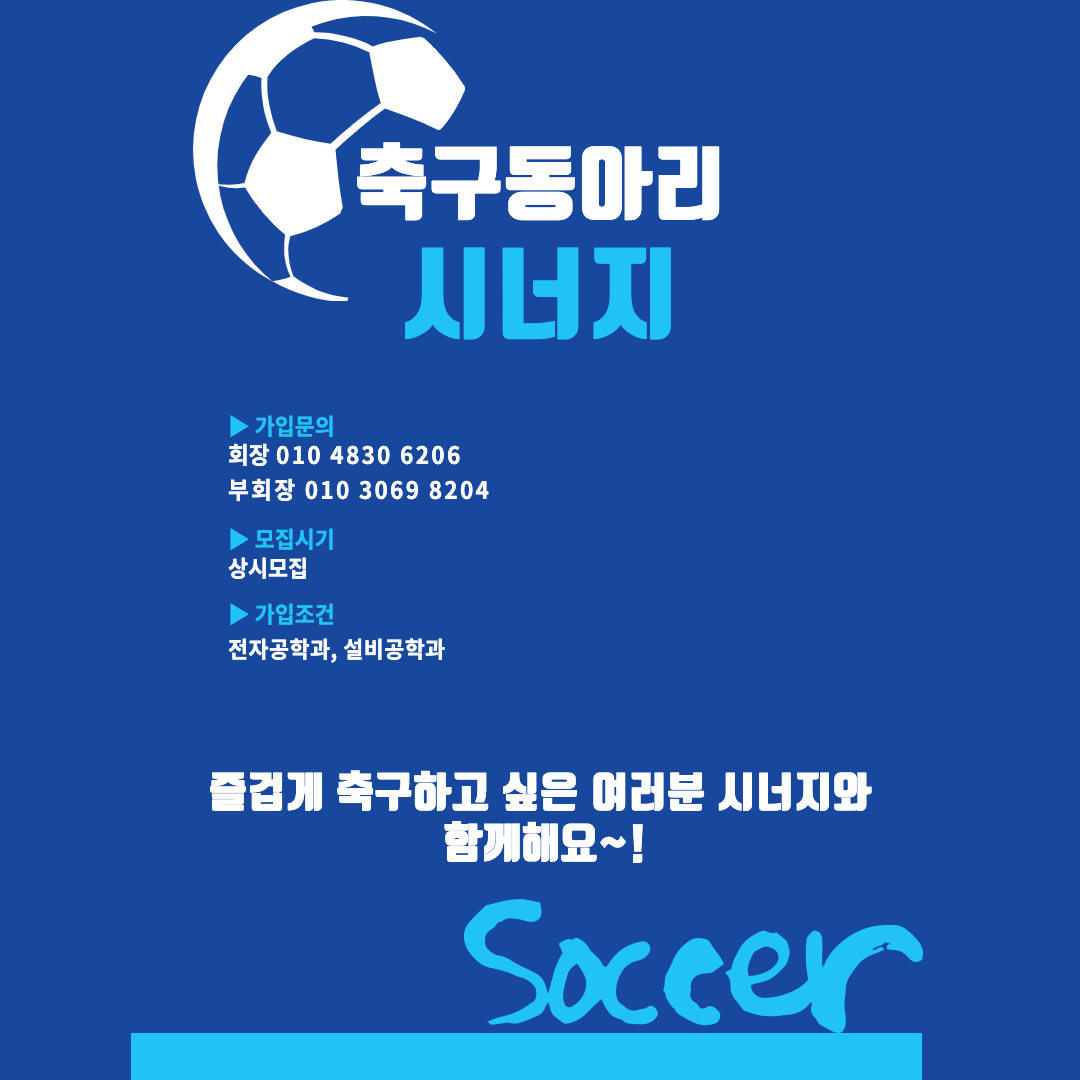 축구동아리
시너지
▶ 가입문의
회장 010 4830 6206
부회장 010 3069 8204
▶ 모집시기
상시모집
▶ 가입조건
전자공학과, 설비공학과
즐겁게 축구하고 싶은 여러분 시너지와
함께해요~!
Soccer